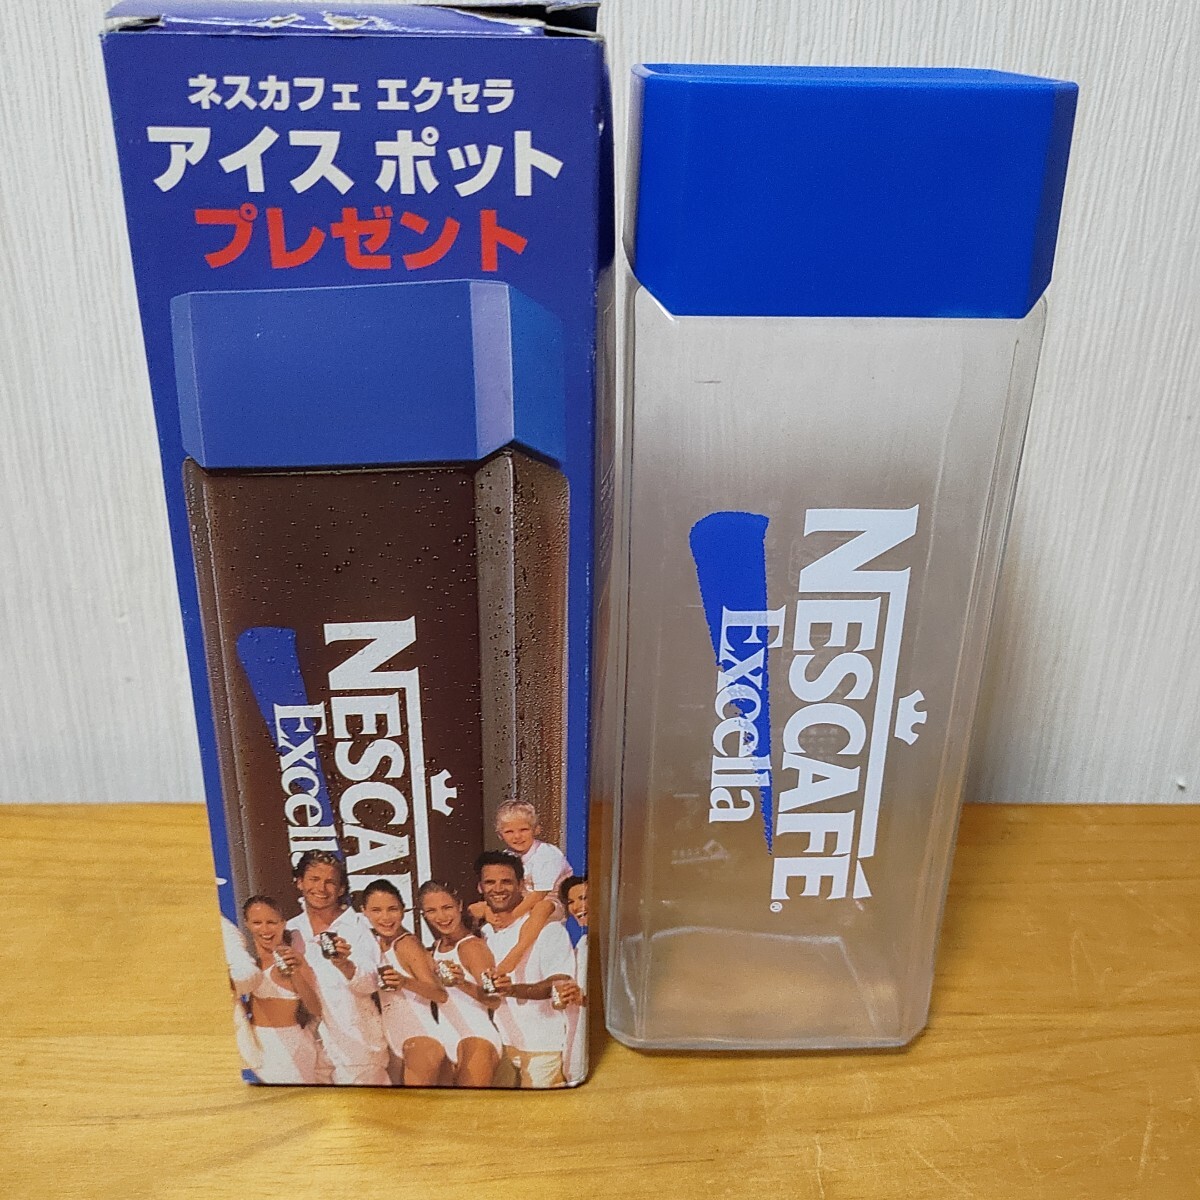 ネスカフェ エクセラ
アイス ポット
プレゼント
NESCAF
Excella
NESCAFÉ®
Excella